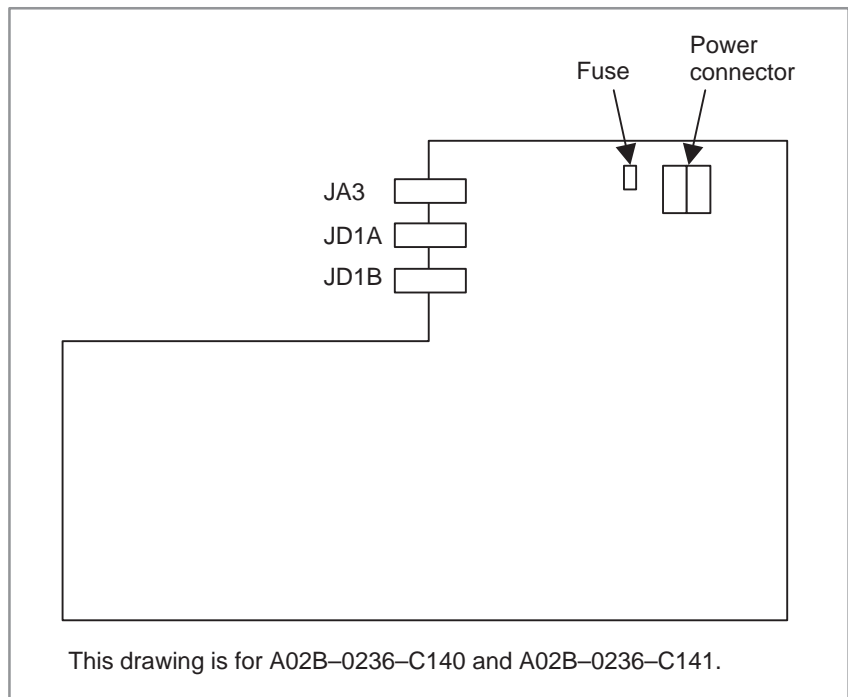 Power
connector
Fuse
JA3
JD1A
JD1B
This drawing is for A02B–0236–C140 and A02B–0236–C141.